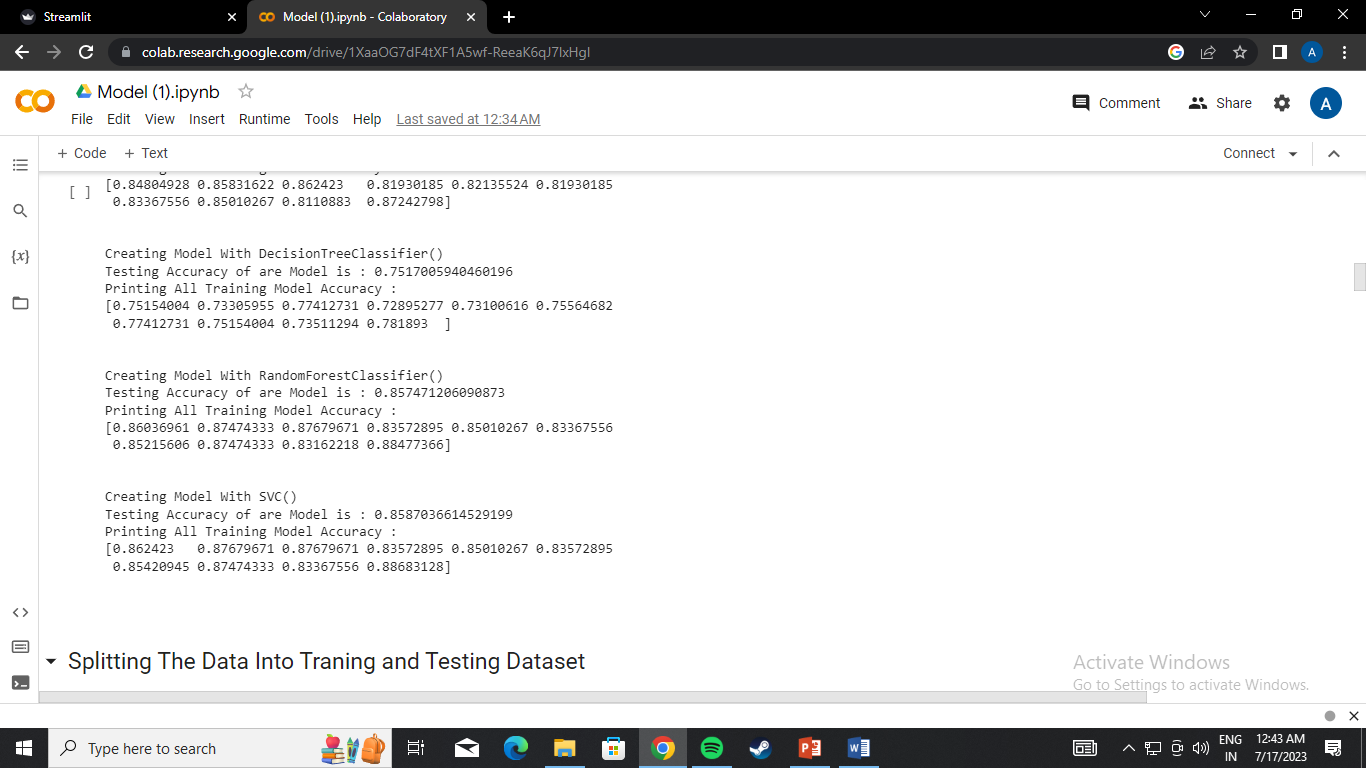 Streamlit
Model (1).ipynb - Colaboratory
colab.research.google.com/drive/1XaaOG7dF4tXF1A5wf-ReeaK6qJ7lxHgI
A
Model (1).ipynb
File Edit View Insert Runtime Tools Help Last saved at 12:34 AM
Comment Share A
+ Code + Text Connect
[ ] [0.84804928 0.85831622 0.862423 0.81930185 0.82135524 0.81930185
0.83367556 0.85010267 0.8110883 0.87242798]
Creating Model With DecisionTreeClassifier()
Testing Accuracy of are Model is : 0.7517005940460196
Printing All Training Model Accuracy :
[0.75154004 0.73305955 0.77412731 0.72895277 0.73100616 0.75564682
0.77412731 0.75154004 0.73511294 0.781893 ]
Creating Model With RandomForestClassifier()
Testing Accuracy of are Model is : 0.857471206090873
Printing All Training Model Accuracy :
[0.86036961 0.87474333 0.87679671 0.83572895 0.85010267 0.83367556
0.85215606 0.87474333 0.83162218 0.88477366]
Creating Model With SVC()
Testing Accuracy of are Model is : 0.8587036614529199
Printing All Training Model Accuracy :
[0.862423 0.87679671 0.87679671 0.83572895 0.85010267 0.83572895
0.85420945 0.87474333 0.83367556 0.88683128]
{x}
Splitting The Data Into Traning and Testing Dataset
Activate Windows
Go to Settings to activate Windows.
Type here to search
ENG
IN
12:43 AM
7/17/2023